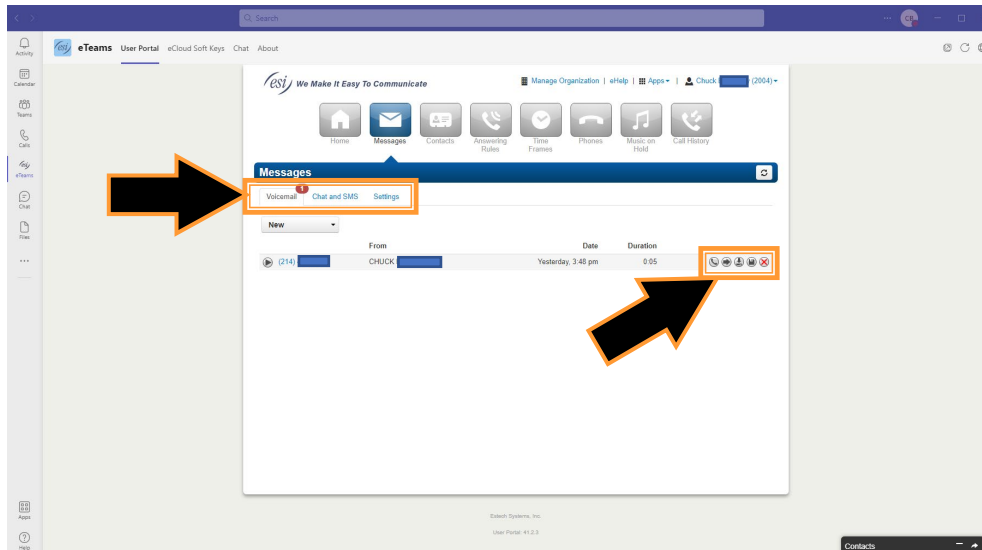 Search
CB
Activity
esi eTeams User Portal eCloud Soft Keys Chat About
Calendar
Teams
Calls
eTeams
Chat
Files
Apps
Help
esi We Make It Easy To Communicate
Manage Organization | eHelp | Apps | Chuck (2004)
Home Messages Contacts Answering Rules Time Frames Phones Music on Hold Call History
Messages
Voicemail 1 Chat and SMS Settings
New
From Date Duration
(214) CHUCK Yesterday, 3:48 pm 0:05
Estech Systems, Inc.
User Portal: 41.2.3
Contacts